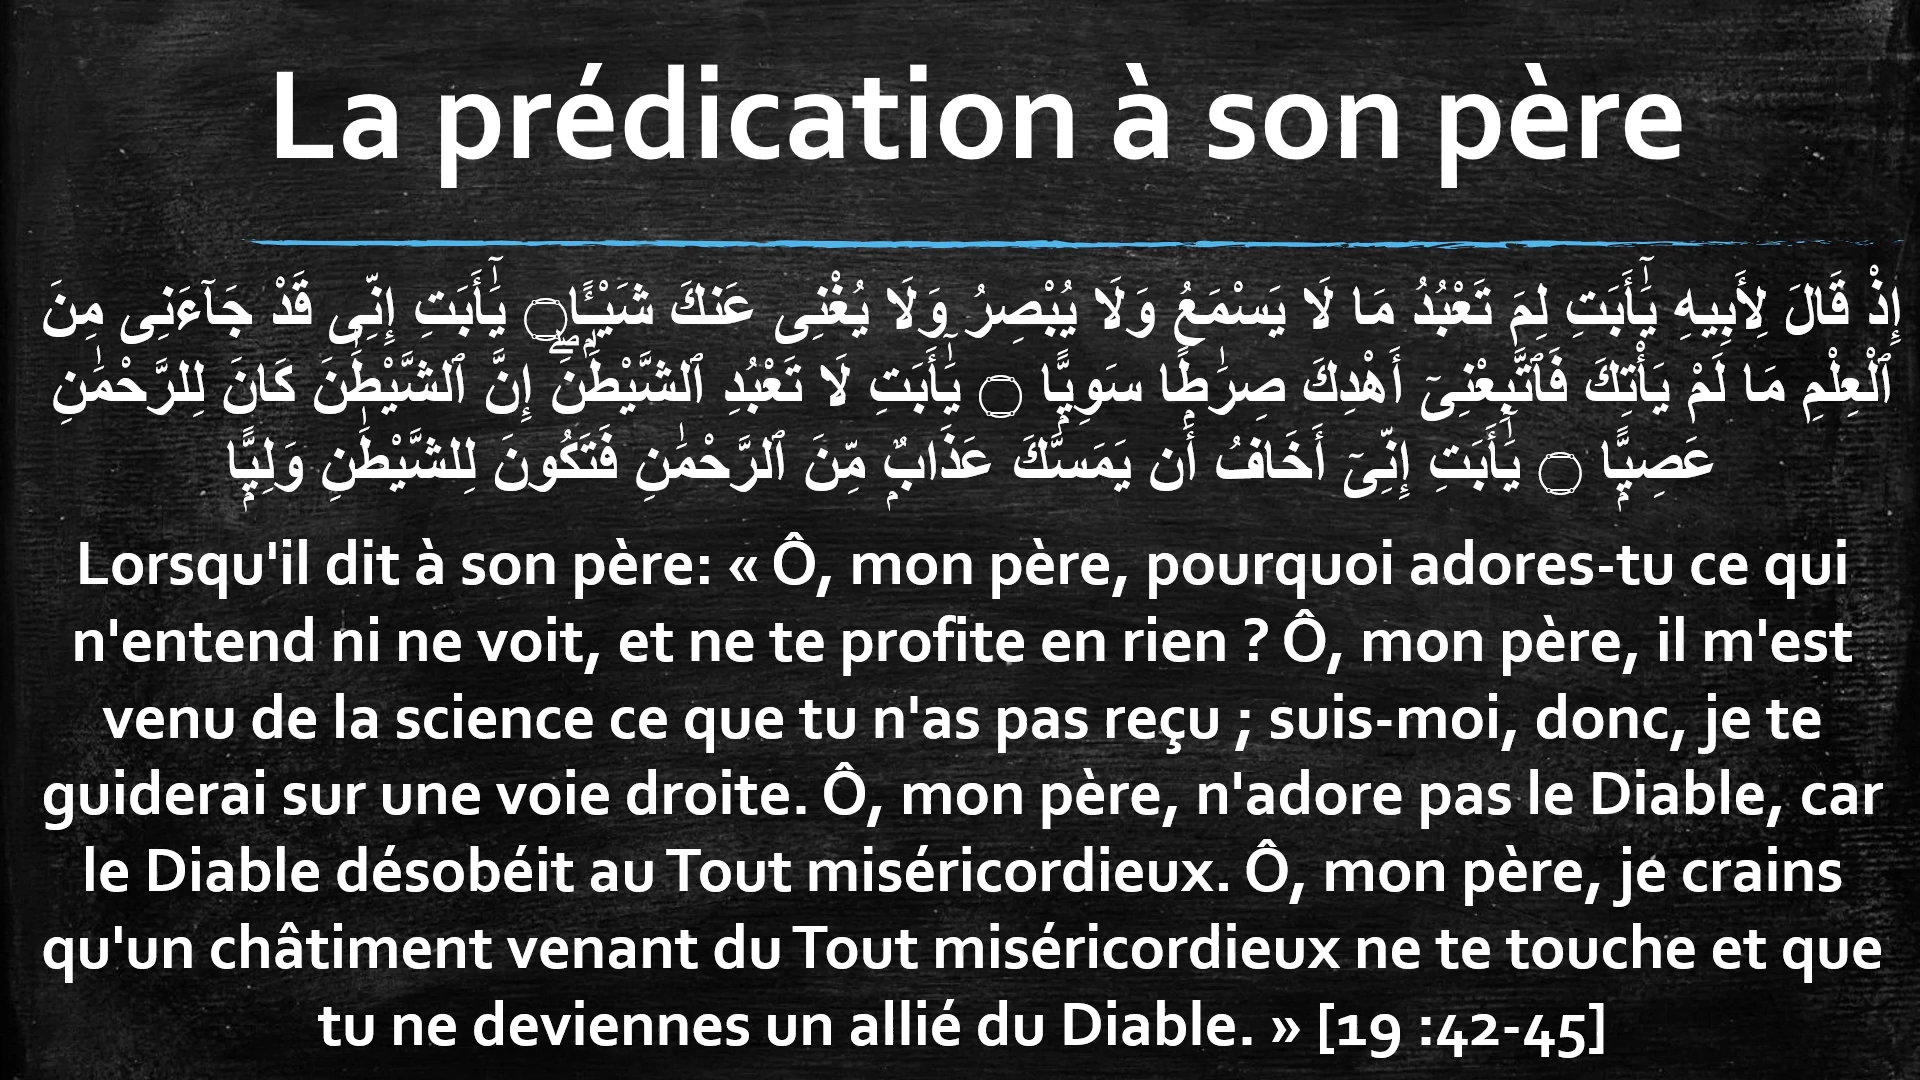 La prédication à son père
إِذْ قَالَ لِأَبِيهِ يَٰٓأَبَتِ لِمَ تَعْبُدُ مَا لَا يَسْمَعُ وَلَا يُبْصِرُ وَلَا يُغْنِى عَنكَ شَيْـًٔا۝ يَٰٓأَبَتِ إِنِّى قَدْ جَآءَنِى مِنَ
ٱلْعِلْمِ مَا لَمْ يَأْتِكَ فَٱتَّبِعْنِىٓ أَهْدِكَ صِرَٰطًۭا سَوِيًّۭا ۝ يَٰٓأَبَتِ لَا تَعْبُدِ ٱلشَّيْطَٰنَ ۖ إِنَّ ٱلشَّيْطَٰنَ كَانَ لِلرَّحْمَٰنِ
عَصِيًّۭا ۝ يَٰٓأَبَتِ إِنِّىٓ أَخَافُ أَن يَمَسَّكَ عَذَابٌۭ مِّنَ ٱلرَّحْمَٰنِ فَتَكُونَ لِلشَّيْطَٰنِ وَلِيًّۭا
Lorsqu'il dit à son père: « Ô, mon père, pourquoi adores-tu ce qui
n'entend ni ne voit, et ne te profite en rien ? Ô, mon père, il m'est
venu de la science ce que tu n'as pas reçu ; suis-moi, donc, je te
guiderai sur une voie droite. Ô, mon père, n'adore pas le Diable, car
le Diable désobéit au Tout miséricordieux. Ô, mon père, je crains
qu'un châtiment venant du Tout miséricordieux ne te touche et que
tu ne deviennes un allié du Diable. » [19 :42-45]